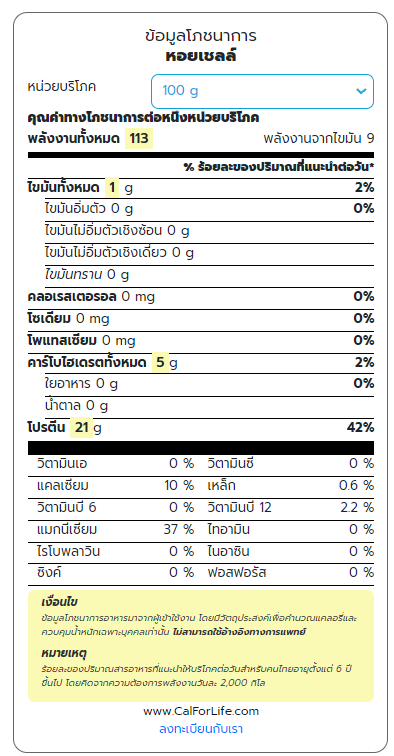 ข้อมูลโภชนาการ
หอยเชลล์
หน่วยบริโภค 100 g
คุณค่าทางโภชนาการต่อหนึ่งหน่วยบริโภค
พลังงานทั้งหมด 113 พลังงานจากไขมัน 9
% ร้อยละของปริมาณที่แนะนำต่อวัน*
ไขมันทั้งหมด 1 g 2%
ไขมันอิ่มตัว 0 g 0%
ไขมันไม่อิ่มตัวเชิงซ้อน 0 g
ไขมันไม่อิ่มตัวเชิงเดี่ยว 0 g
ไขมันทราน 0 g
คลอเรสเตอรอล 0 mg 0%
โซเดียม 0 mg 0%
โพแทสเซียม 0 mg 0%
คาร์โบไฮเดรตทั้งหมด 5 g 2%
ใยอาหาร 0 g 0%
น้ำตาล 0 g
โปรตีน 21 g 42%
วิตามินเอ 0 % วิตามินซี 0 %
แคลเซียม 10 % เหล็ก 0.6 %
วิตามินบี 6 0 % วิตามินบี 12 2.2 %
แมกนีเซียม 37 % ไทอามิน 0 %
ไรโบพลาวิน 0 % ไนอาซิน 0 %
ซิงค์ 0 % ฟอสฟอรัส 0 %
เงื่อนไข
ข้อมูลโภชนาการอาหารมาจากผู้เข้าใช้งาน โดยมีวัตถุประสงค์เพื่อคำนวณแคลอรี่และ
ควบคุมน้ำหนักเฉพาะบุคคลเท่านั้น ไม่สามารถใช้อ้างอิงทางการแพทย์
หมายเหตุ
ร้อยละของปริมาณสารอาหารที่แนะนำให้บริโภคต่อวันสำหรับคนไทยอายุตั้งแต่ 6 ปี
ขึ้นไป โดยคิดจากความต้องการพลังงานวันละ 2,000 กิโล
www.CalForLife.com
ลงทะเบียนกับเรา